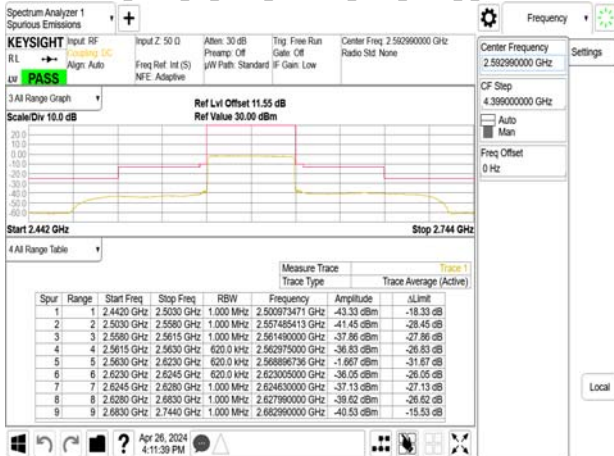 Spectrum Analyzer 1
Spurious Emissions
Frequency
KEYSIGHT Input: RF Input Z: 50 Ω Atten: 30 dB Trig: Free Run Center Freq: 2.592990000 GHz
RL Coupling: DC Preamp: Off Gate: Off Radio Std: None
Align: Auto Freq Ref: Int (S) µW Path: Standard IF Gain: Low
NFE: Adaptive
LV PASS
Center Frequency
2.592990000 GHz
Settings
CF Step
4.399000000 GHz
Auto
Man
Freq Offset
0 Hz
Local
3 All Range Graph
Ref Lvl Offset 11.55 dB
Scale/Div 10.0 dB Ref Value 30.00 dBm
20.0
10.0
0.00
-10.0
-20.0
-30.0
-40.0
-50.0
-60.0
Start 2.442 GHz Stop 2.744 GHz
4 All Range Table
Measure Trace Trace 1
Trace Type Trace Average (Active)
Spur Range Start Freq Stop Freq RBW Frequency Amplitude ΔLimit
1 1 2.4420 GHz 2.5030 GHz 1.000 MHz 2.500973471 GHz -43.33 dBm -18.33 dB
2 2 2.5030 GHz 2.5580 GHz 1.000 MHz 2.557485413 GHz -41.45 dBm -28.45 dB
3 3 2.5580 GHz 2.5615 GHz 1.000 MHz 2.561490000 GHz -37.86 dBm -27.86 dB
4 4 2.5615 GHz 2.5630 GHz 620.0 kHz 2.562975000 GHz -36.83 dBm -26.83 dB
5 5 2.5630 GHz 2.6230 GHz 620.0 kHz 2.568896736 GHz -1.667 dBm -31.67 dB
6 6 2.6230 GHz 2.6245 GHz 620.0 kHz 2.623005000 GHz -36.05 dBm -26.05 dB
7 7 2.6245 GHz 2.6280 GHz 1.000 MHz 2.624630000 GHz -37.13 dBm -27.13 dB
8 8 2.6280 GHz 2.6830 GHz 1.000 MHz 2.627990000 GHz -39.62 dBm -26.62 dB
9 9 2.6830 GHz 2.7440 GHz 1.000 MHz 2.682990000 GHz -40.53 dBm -15.53 dB
Apr 26, 2024
4:11:39 PM